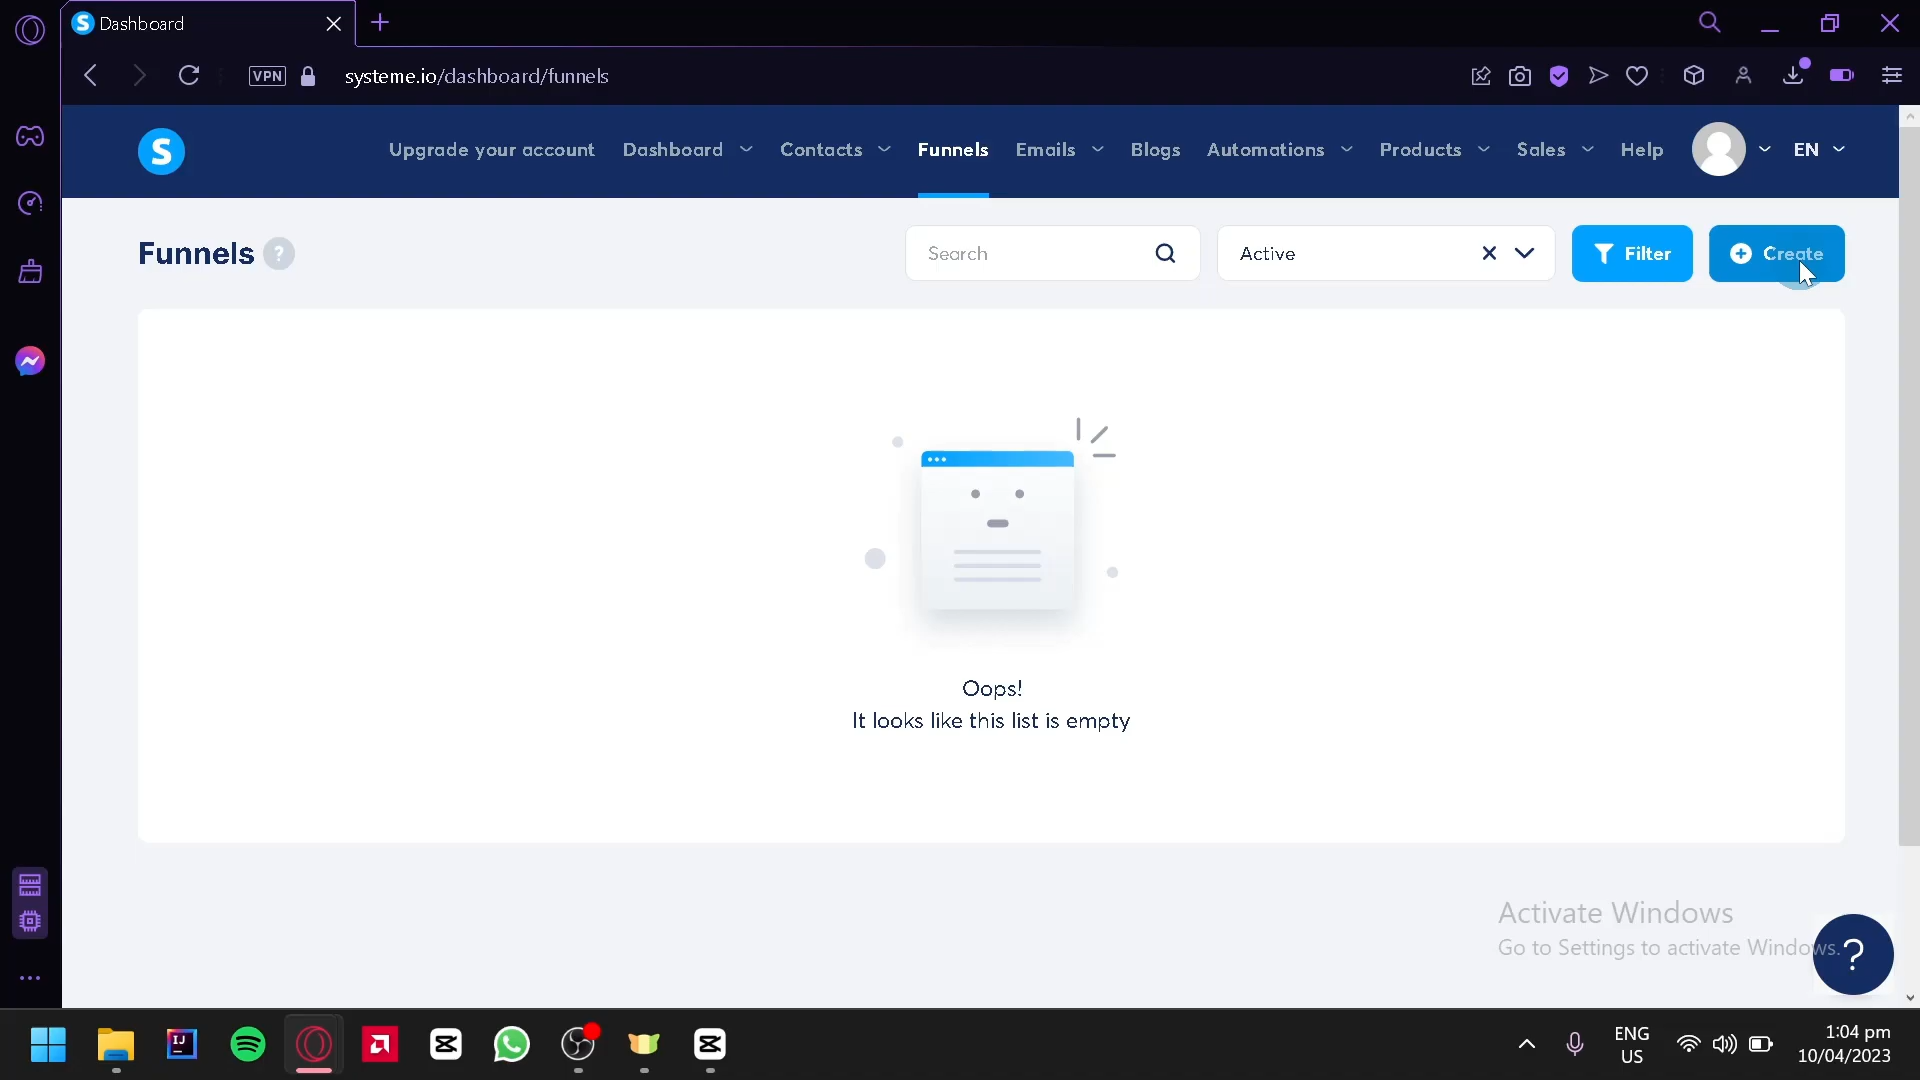 S Dashboard
VPN systeme.io/dashboard/funnels
S Upgrade your account Dashboard Contacts Funnels Emails Blogs Automations Products Sales Help EN
Funnels ? Search Active Filter Create
Oops!
It looks like this list is empty
Activate Windows
Go to Settings to activate Windows.
?
IJ
ENG
US
1:04 pm
10/04/2023